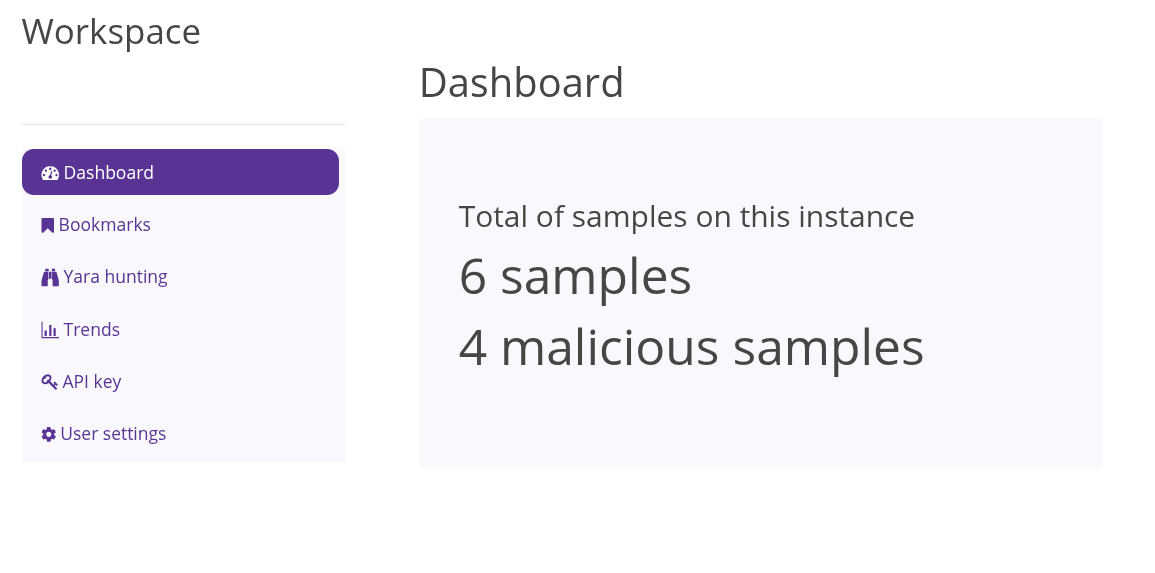 Workspace
Dashboard
Bookmarks
Yara hunting
Trends
API key
User settings
Dashboard
Total of samples on this instance
6 samples
4 malicious samples